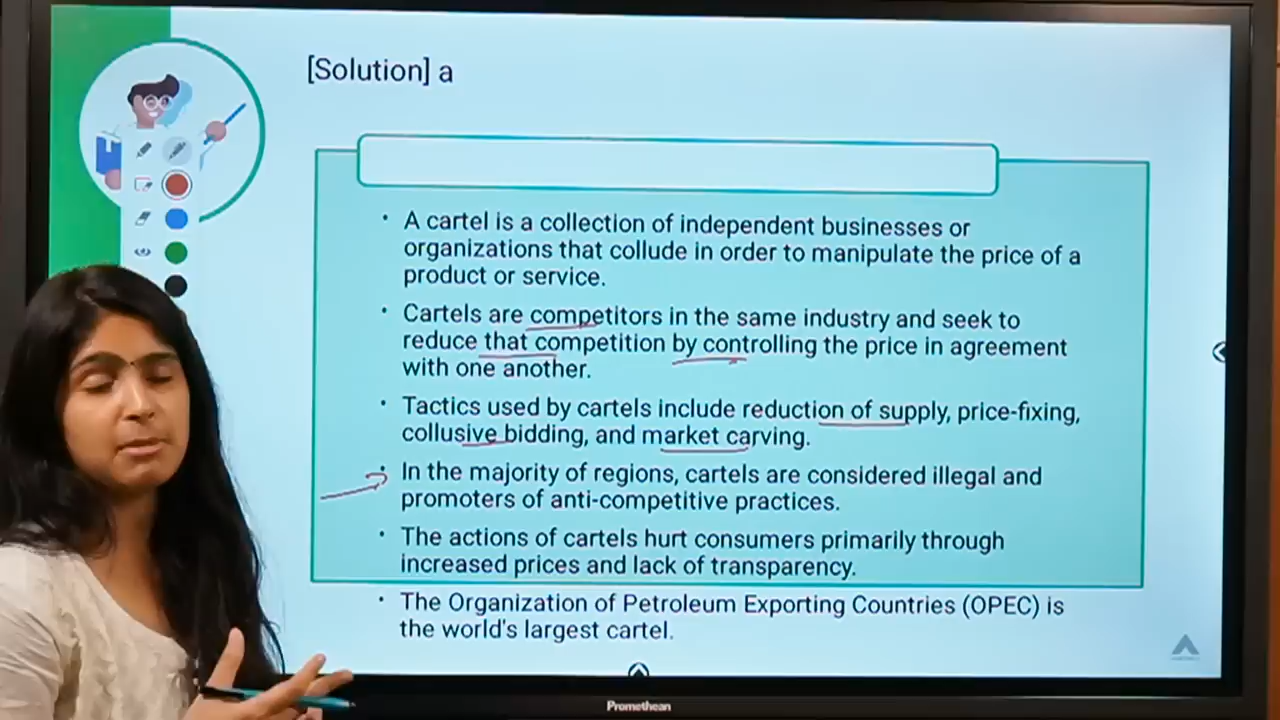 [Solution] a
• A cartel is a collection of independent businesses or
organizations that collude in order to manipulate the price of a
product or service.
• Cartels are competitors in the same industry and seek to
reduce that competition by controlling the price in agreement
with one another.
• Tactics used by cartels include reduction of supply, price-fixing,
collusive bidding, and market carving.
• In the majority of regions, cartels are considered illegal and
promoters of anti-competitive practices.
• The actions of cartels hurt consumers primarily through
increased prices and lack of transparency.
• The Organization of Petroleum Exporting Countries (OPEC) is
the world's largest cartel.
Promethean